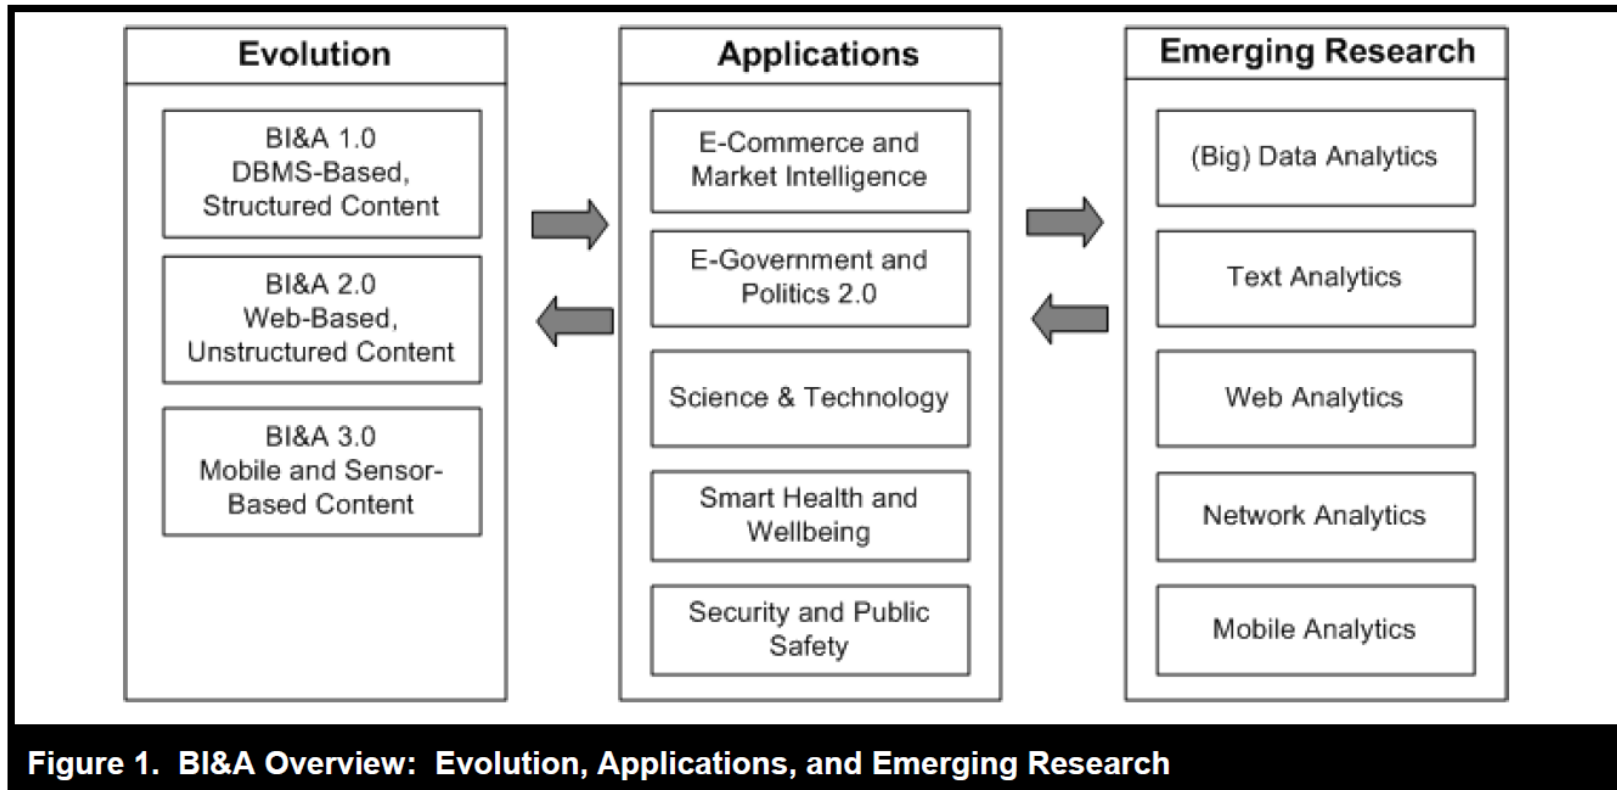 Evolution
BI&A 1.0
DBMS-Based,
Structured Content
BI&A 2.0
Web-Based,
Unstructured Content
BI&A 3.0
Mobile and Sensor-
Based Content
Applications
E-Commerce and
Market Intelligence
E-Government and
Politics 2.0
Science & Technology
Smart Health and
Wellbeing
Security and Public
Safety
Emerging Research
(Big) Data Analytics
Text Analytics
Web Analytics
Network Analytics
Mobile Analytics
Figure 1. BI&A Overview: Evolution, Applications, and Emerging Research